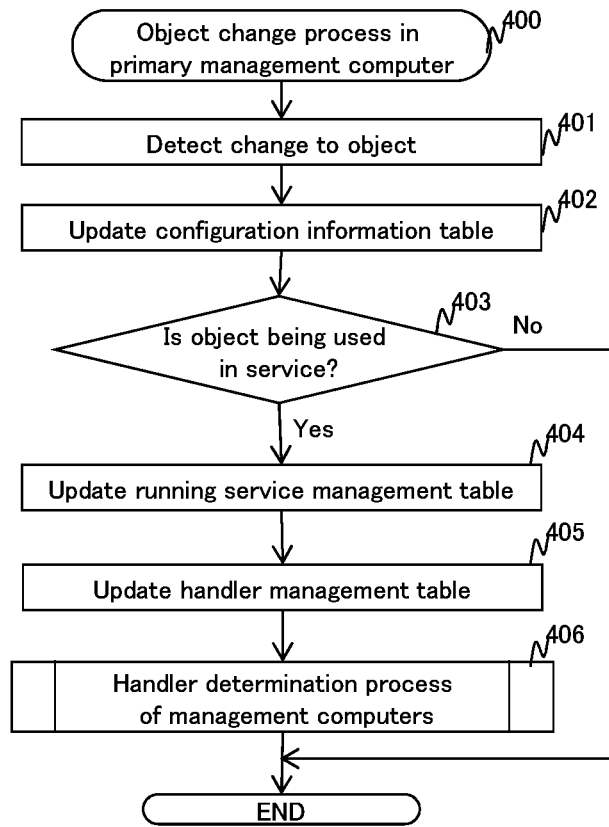 Object change process in
primary management computer
400
401
Detect change to object
402
Update configuration information table
403
Is object being used
in service?
No
Yes
404
Update running service management table
405
Update handler management table
406
Handler determination process
of management computers
END